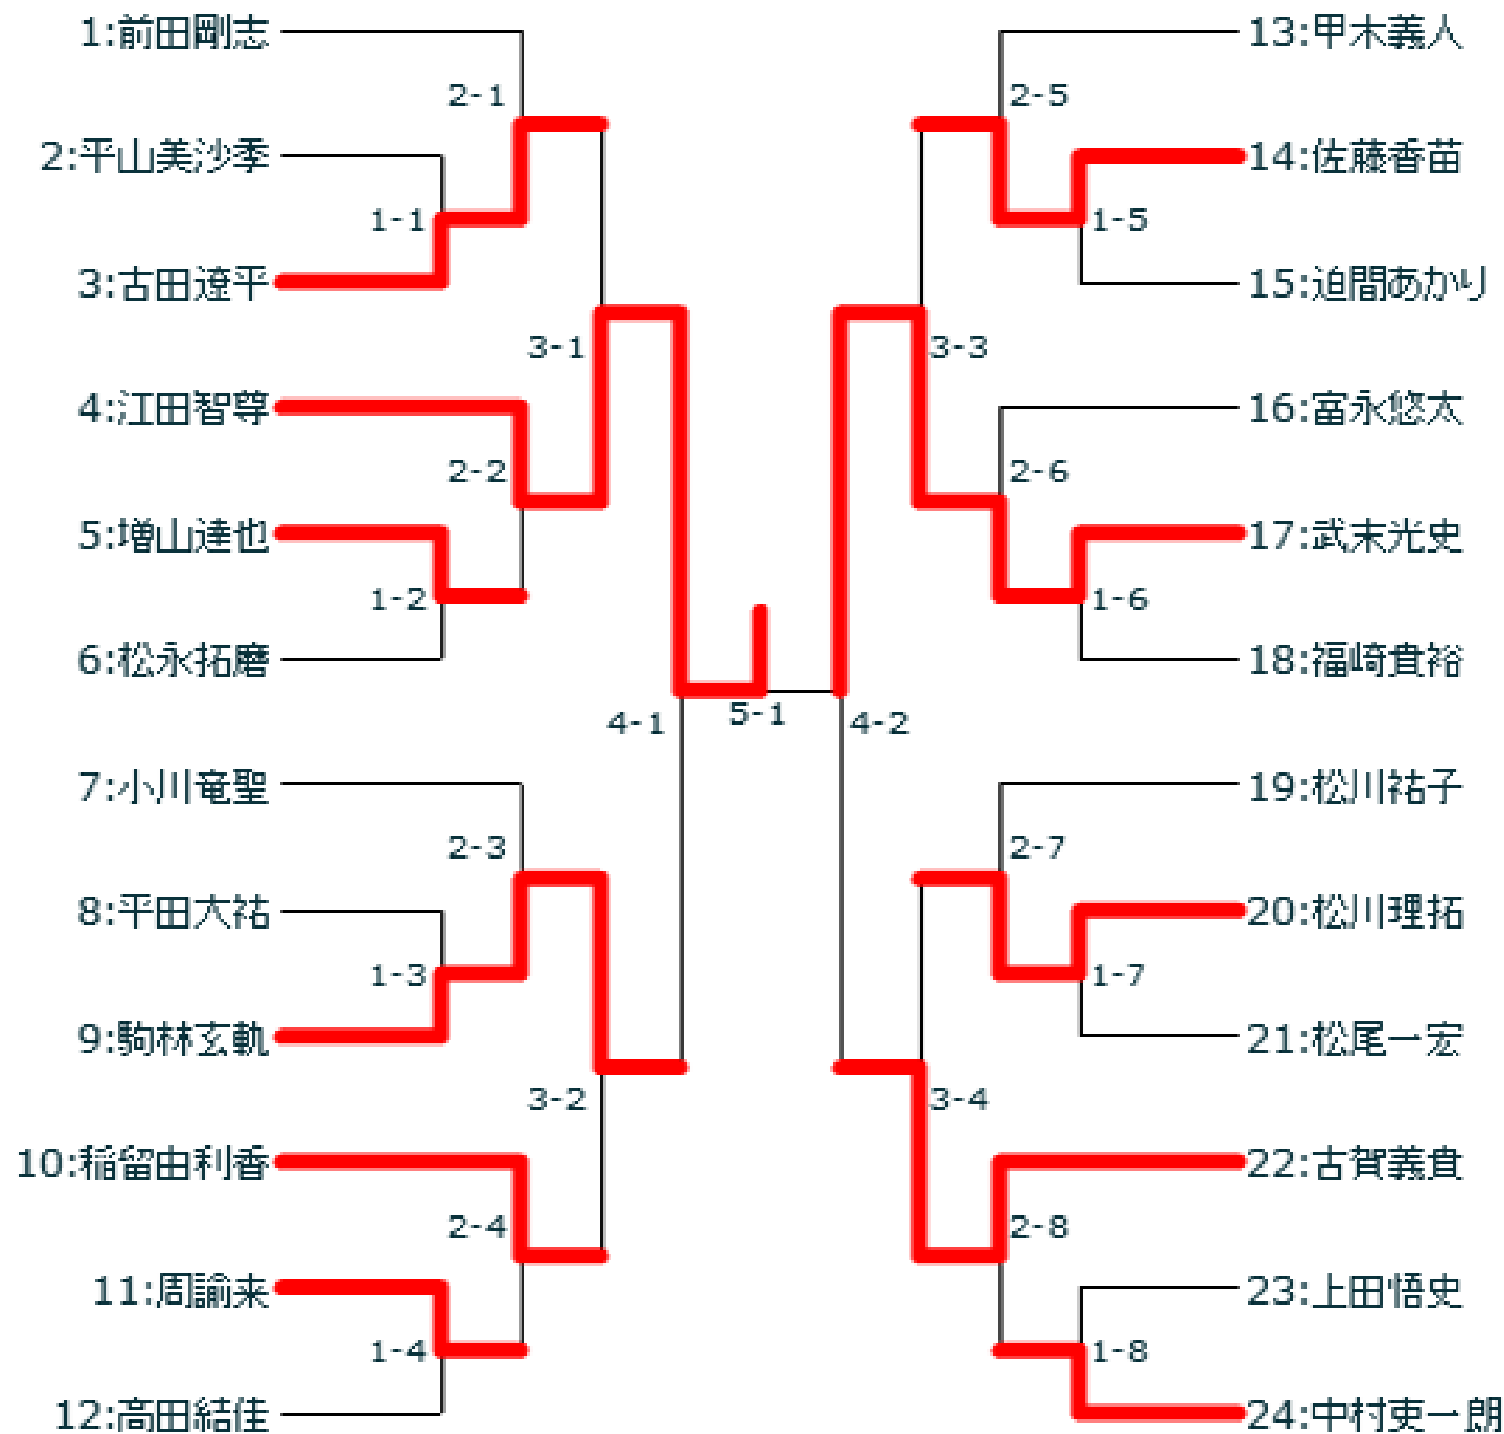 1:前田剛志
2:平山美沙季
3:古田遼平
4:江田智尊
5:増山達也
6:松永拓磨
7:小川竜聖
8:平田大祐
9:駒林玄軌
10:稲留由利香
11:周諭来
12:高田結佳
2-1
1-1
3-1
2-2
1-2
4-1
5-1
4-2
2-3
1-3
3-2
2-4
1-4
2-5
1-5
3-3
2-6
1-6
2-7
1-7
3-4
2-8
1-8
13:甲木義人
14:佐藤香苗
15:迫間あかり
16:富永悠太
17:武末光史
18:福崎貴裕
19:松川祐子
20:松川理拓
21:松尾一宏
22:古賀義貴
23:上田悟史
24:中村吏一朗